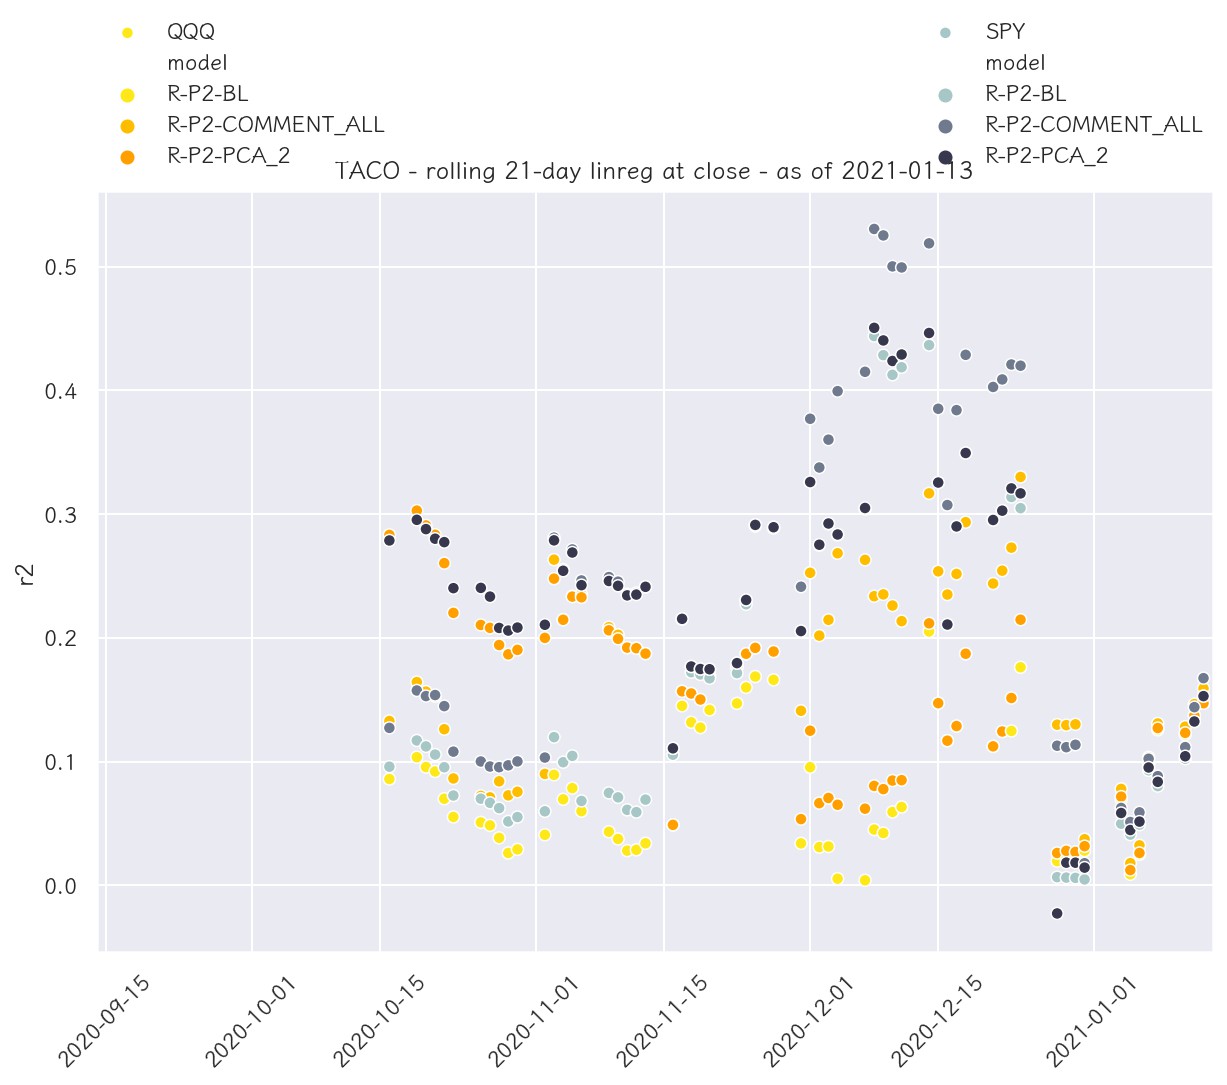 QQQ
model
R-P2-BL
R-P2-COMMENT_ALL
R-P2-PCA_2
SPY
model
R-P2-BL
R-P2-COMMENT_ALL
R-P2-PCA_2
TACO - rolling 21-day linreg at close - as of 2021-01-13
r2
0.5
0.4
0.3
0.2
0.1
0.0
2020-09-15
2020-10-01
2020-10-15
2020-11-01
2020-11-15
2020-12-01
2020-12-15
2021-01-01